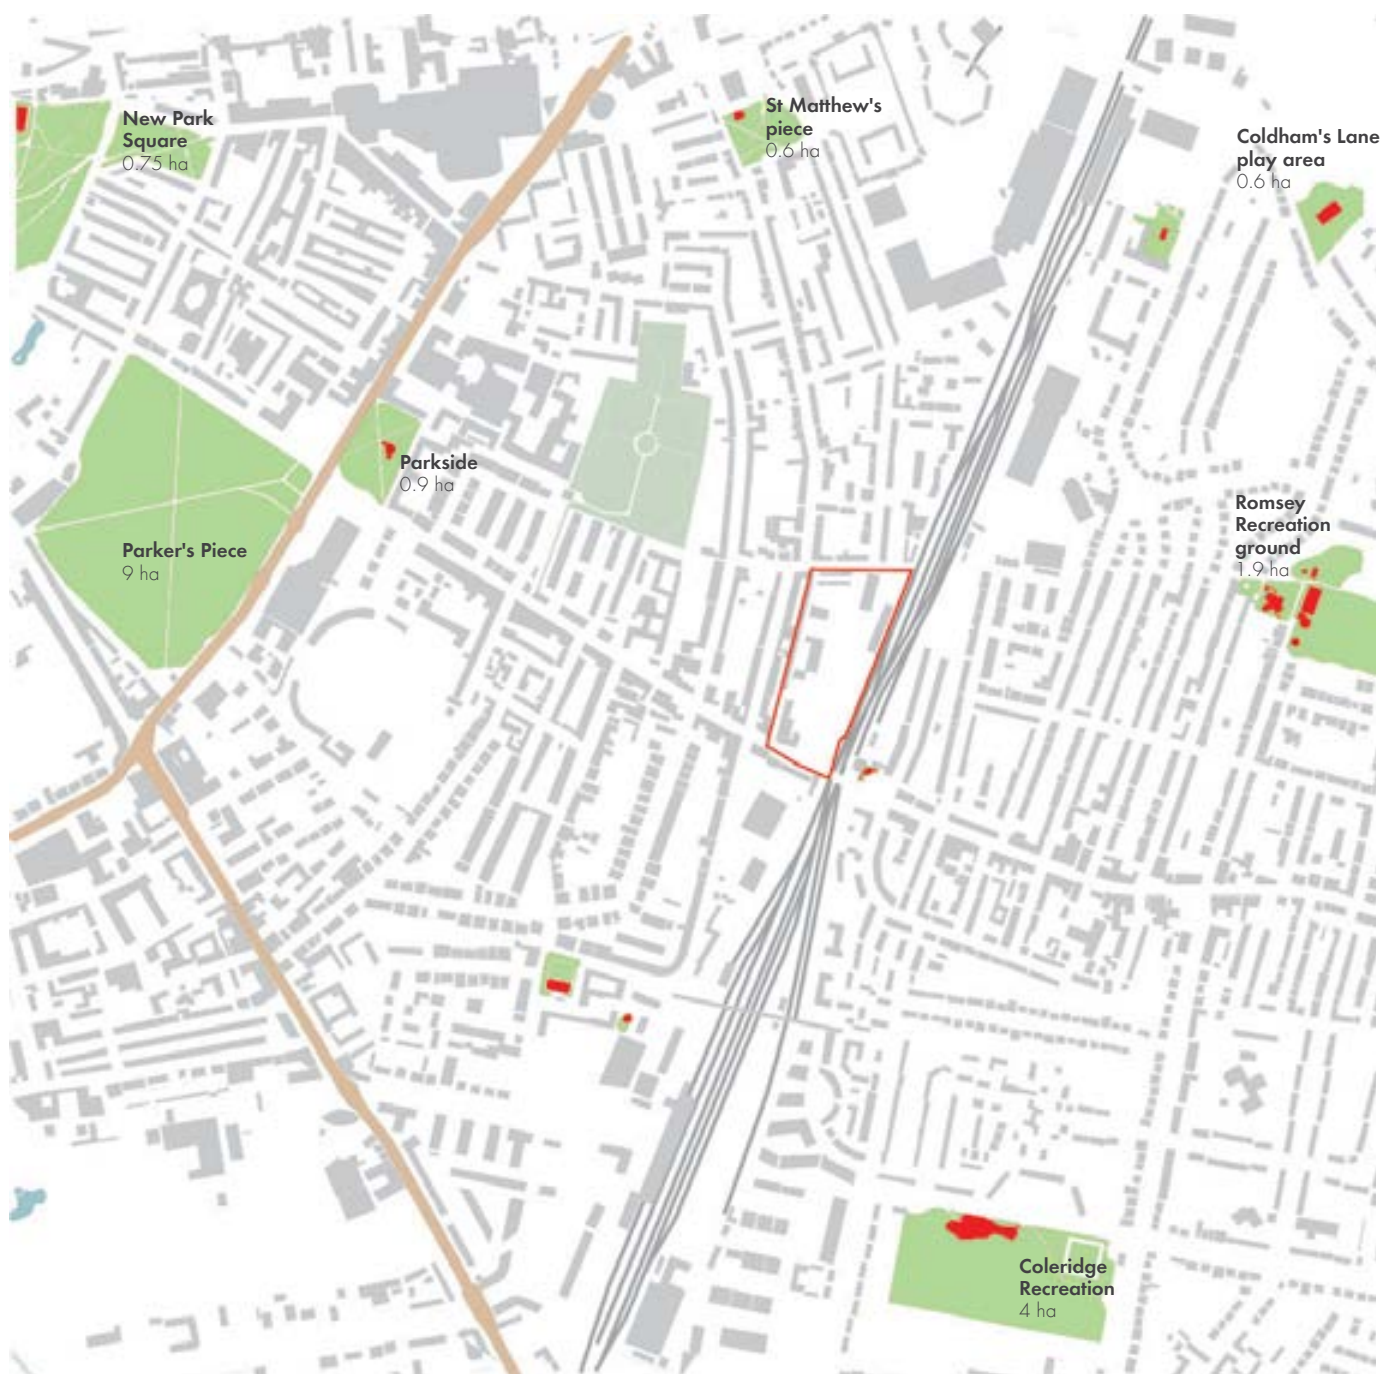 New Park
Square
0.75 ha
St Matthew's
piece
0.6 ha
Coldham's Lane
play area
0.6 ha
Parkside
0.9 ha
Parker's Piece
9 ha
Romsey
Recreation
ground
1.9 ha
Coleridge
Recreation
4 ha